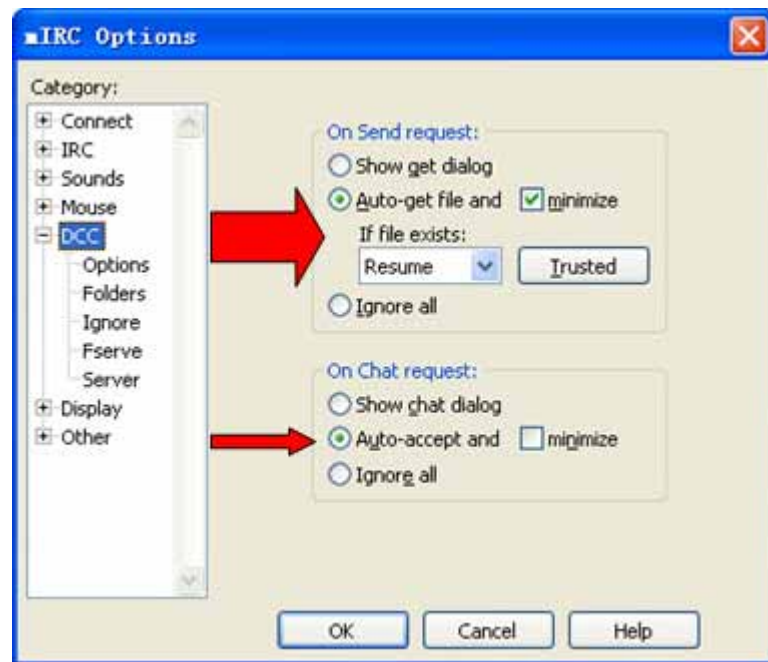 mIRC Options
Category:
Connect
IRC
Sounds
Mouse
DCC
Options
Folders
Ignore
Fserve
Server
Display
Other
On Send request:
Show get dialog
Auto-get file and minimize
If file exists:
Resume Trusted
Ignore all
On Chat request:
Show chat dialog
Auto-accept and minimize
Ignore all
OK Cancel Help